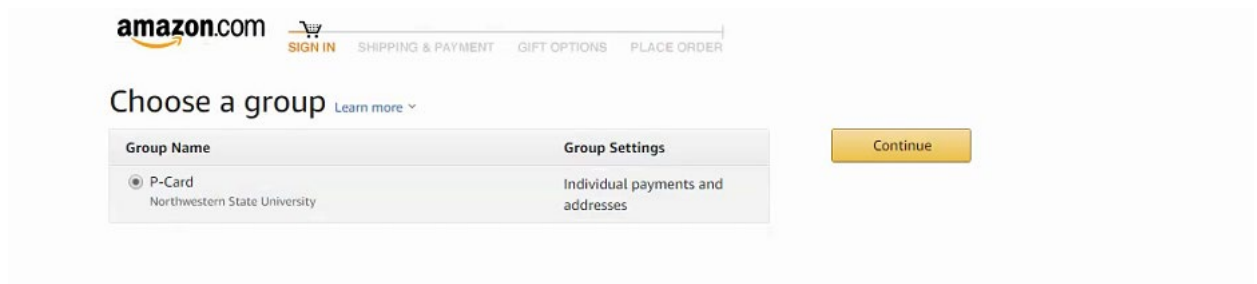 amazon.com
SIGN IN SHIPPING & PAYMENT GIFT OPTIONS PLACE ORDER
Choose a group Learn more
Group Name Group Settings
Continue
P-Card Individual payments and
Northwestern State University addresses